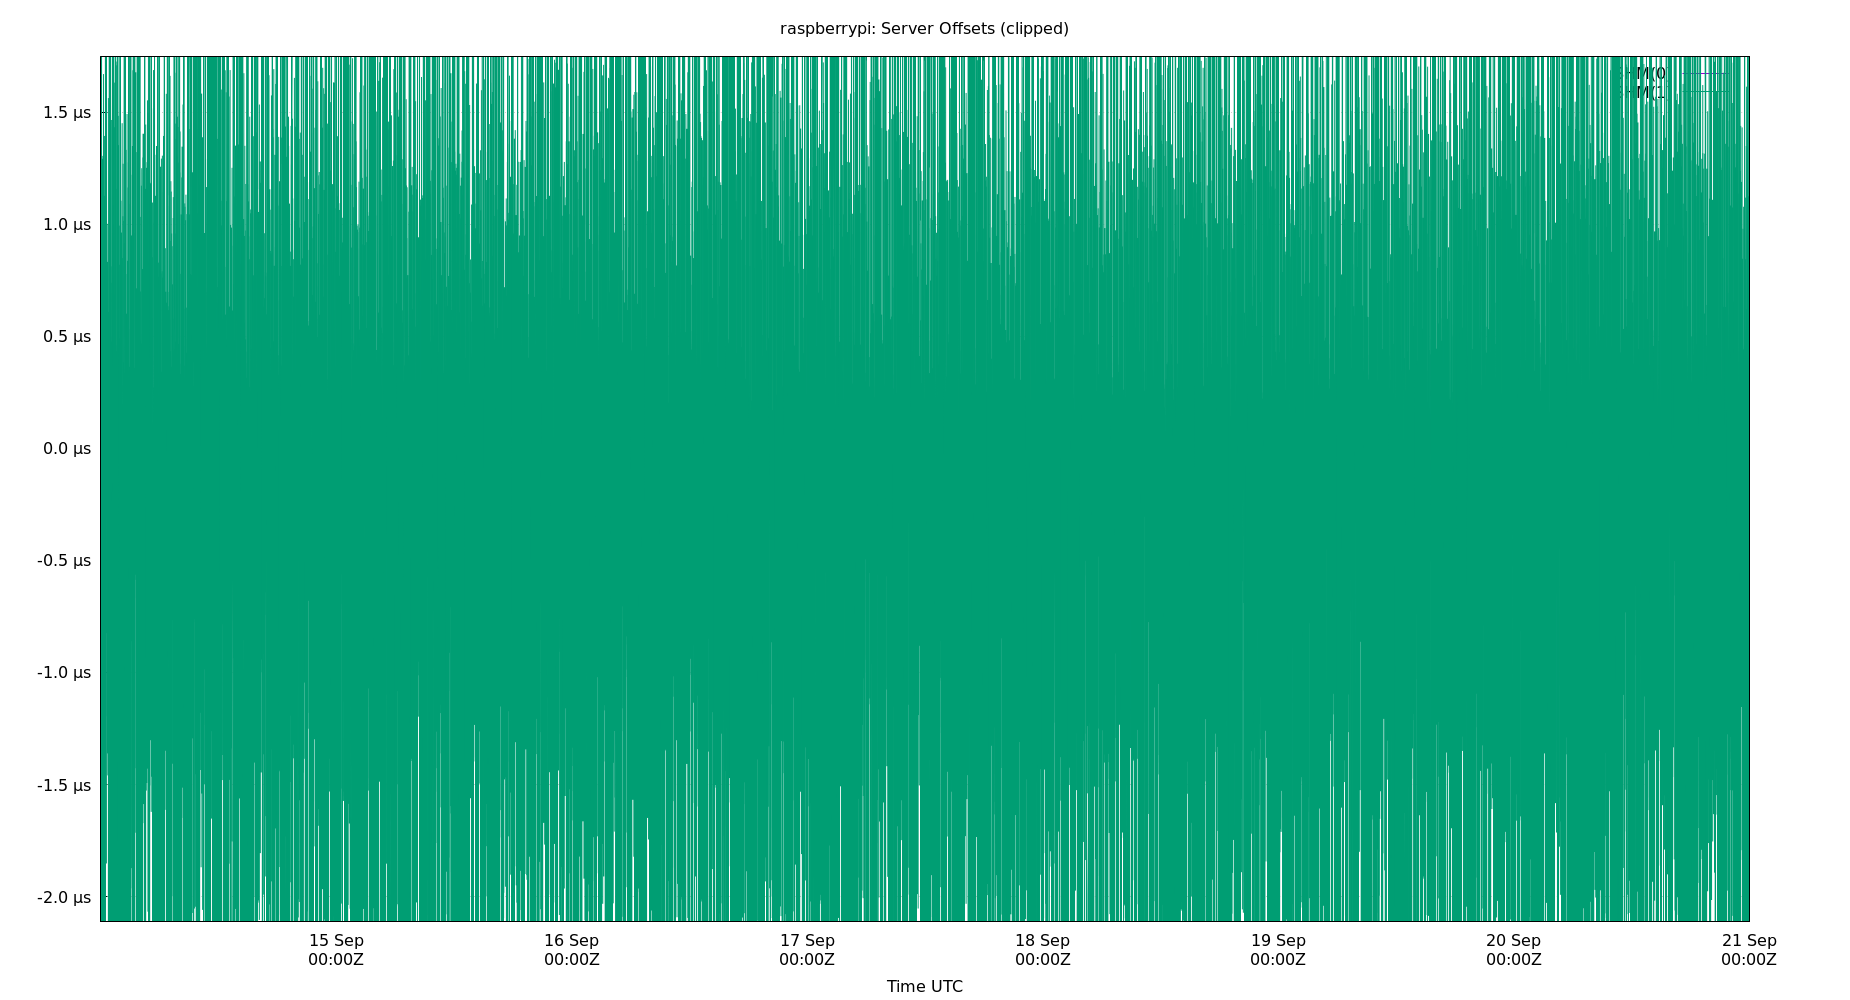 raspberrypi: Server Offsets (clipped)
1.5 µs
1.0 µs
0.5 µs
0.0 µs
-0.5 µs
-1.0 µs
-1.5 µs
-2.0 µs
15 Sep
00:00Z
16 Sep
00:00Z
17 Sep
00:00Z
18 Sep
00:00Z
19 Sep
00:00Z
20 Sep
00:00Z
21 Sep
00:00Z
Time UTC